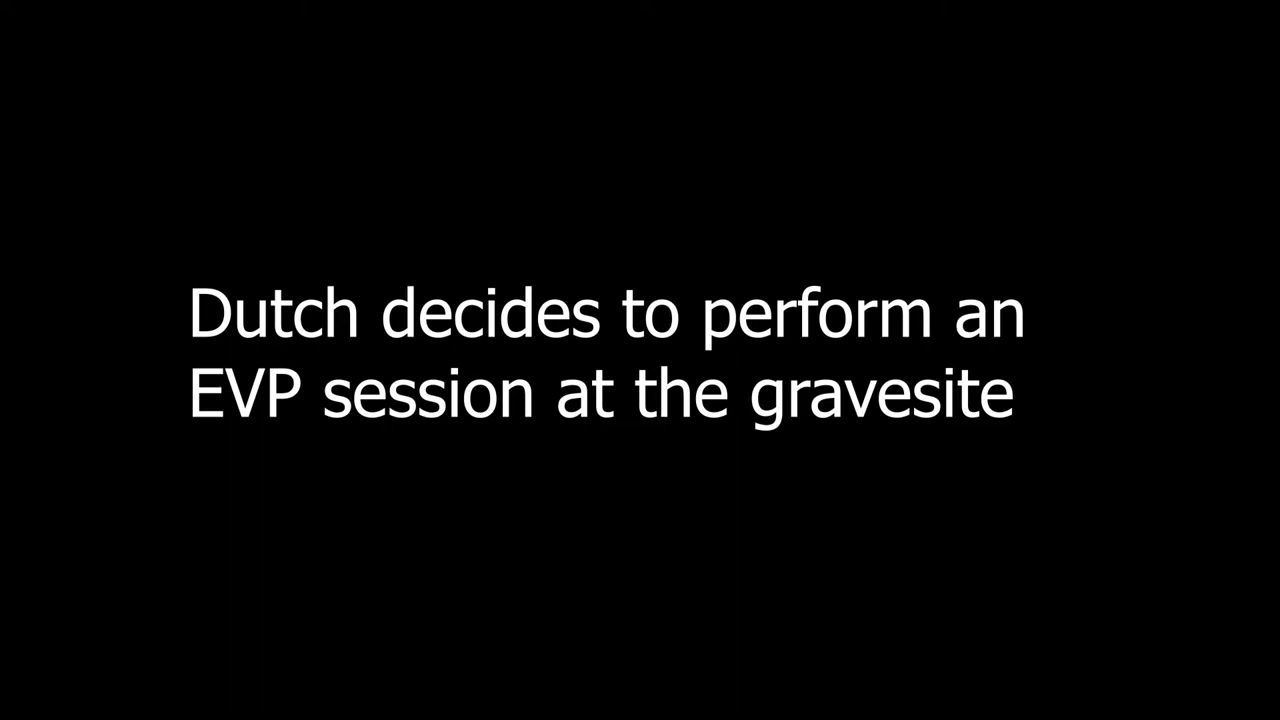 Dutch decides to perform an
EVP session at the gravesite